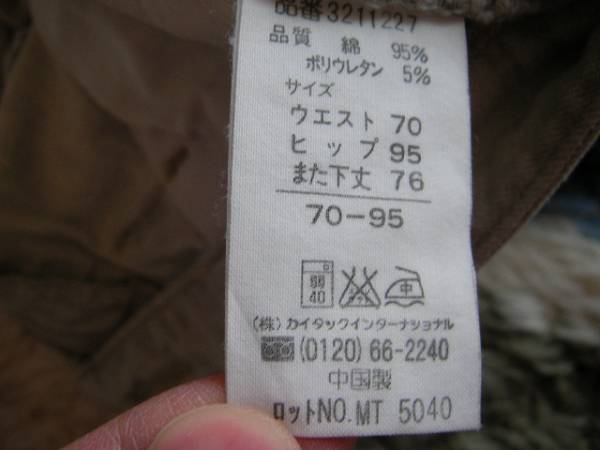 品番3211227
品質 綿 95%
ポリウレタン 5%
サイズ
ウエスト 70
ヒップ 95
また下丈 76
70-95
弱 40 中
(株)カイタックインターナショナル
(0120) 66-2240
中国製
ロットNO. MT 5040